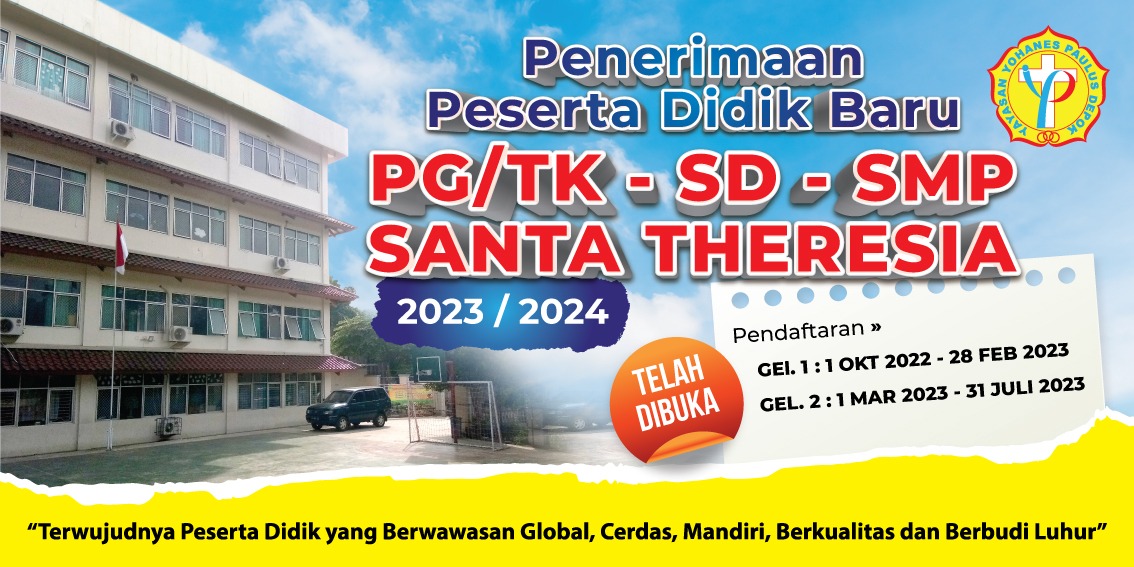 Penerimaan
Peserta Didik Baru
PG/TK - SD - SMP
SANTA THERESIA
2023 / 2024
YAYASAN YOHANES PAULUS DEPOK
TELAH
DIBUKA
Pendaftaran »
GEl. 1 : 1 OKT 2022 - 28 FEB 2023
GEL. 2 : 1 MAR 2023 - 31 JULI 2023
“Terwujudnya Peserta Didik yang Berwawasan Global, Cerdas, Mandiri, Berkualitas dan Berbudi Luhur”